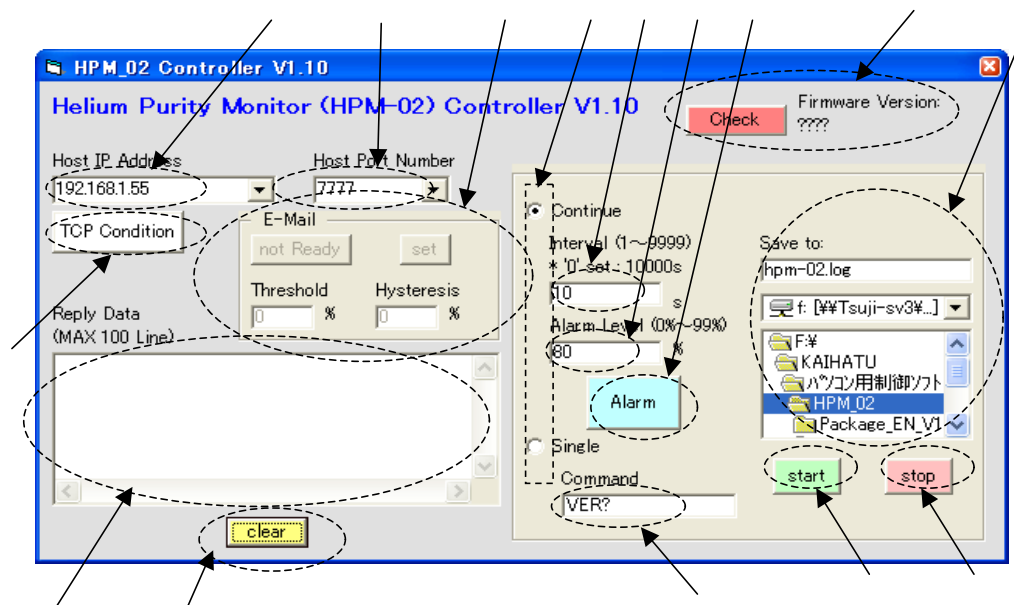 HPM_02 Controller V1.10
Helium Purity Monitor (HPM-02) Controller V1.10
Check
Firmware Version:
????
Host IP Address
Host Port Number
192.168.1.55
7777
TCP Condition
E-Mail
not Ready
set
Threshold
Hysteresis
0
%
0
%
Reply Data
(MAX 100 Line)
clear
Continue
Interval (1～9999)
* '0' set : 10000s
10
s
Alarm Level (0%～99%)
80
%
Alarm
Single
Command
VER?
Save to:
hpm-02.log
f: [¥¥Tsuji-sv3¥...]
F:¥
KAIHATU
パソコン用制御ソフト
HPM_02
Package_EN_V1
start
stop